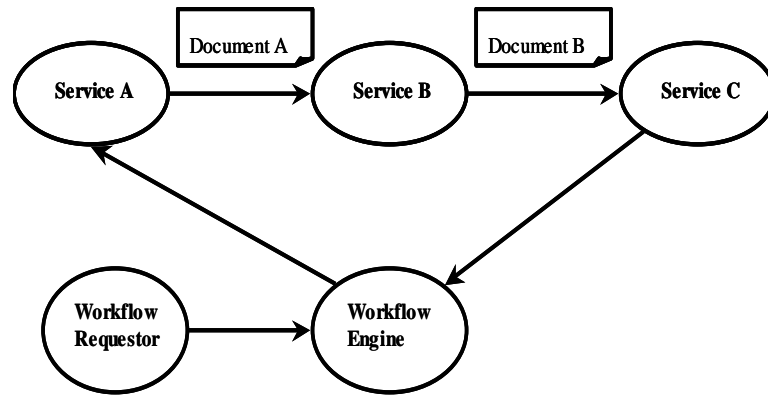 Document A
Document B
Service A
Service B
Service C
Workflow
Requestor
Workflow
Engine